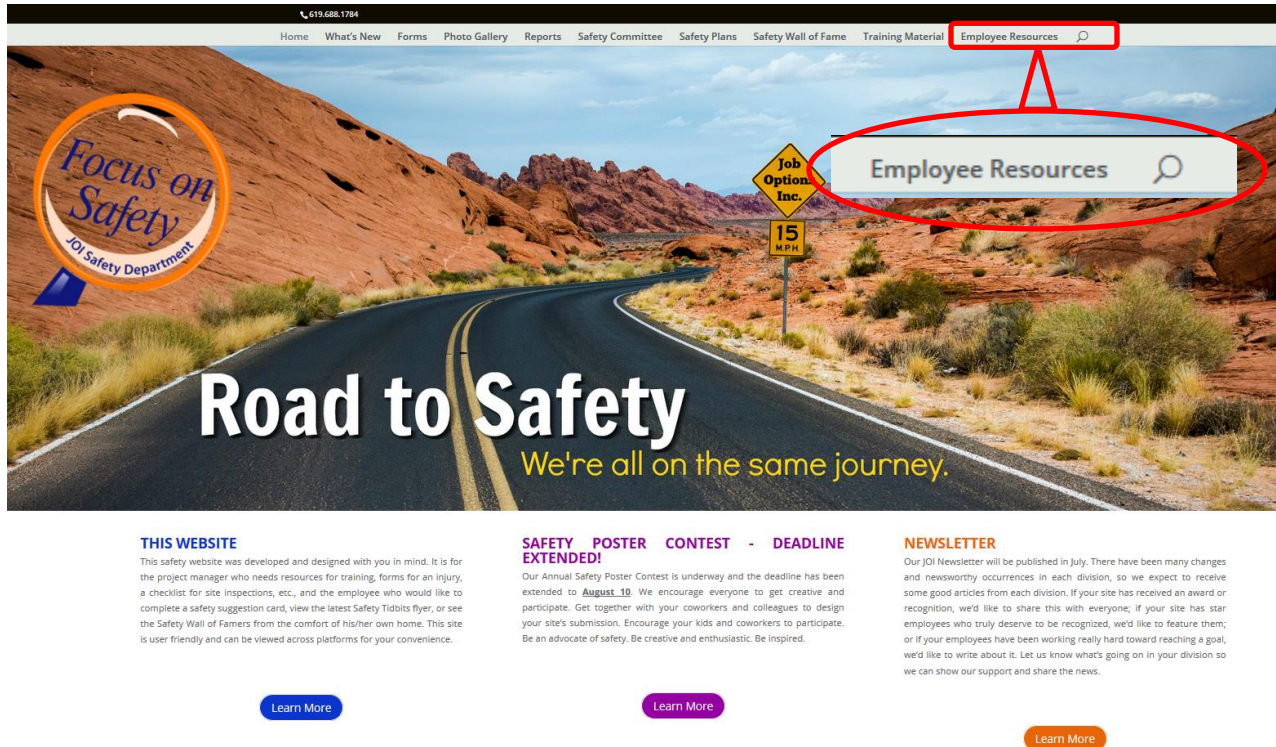 619.688.1784
Home What's New Forms Photo Gallery Reports Safety Committee Safety Plans Safety Wall of Fame Training Material Employee Resources
Employee Resources
Focus on
Safety
JOI Safety Department
Job
Options
Inc.
15
MPH
Road to Safety
We're all on the same journey.
THIS WEBSITE
This safety website was developed and designed with you in mind. It is for
the project manager who needs resources for training, forms for an injury,
a checklist for site inspections, etc., and the employee who would like to
complete a safety suggestion card, view the latest Safety Tidbits flyer, or see
the Safety Wall of Famers from the comfort of his/her own home. This site
is user friendly and can be viewed across platforms for your convenience.
Learn More
SAFETY POSTER CONTEST - DEADLINE
EXTENDED!
Our Annual Safety Poster Contest is underway and the deadline has been
extended to August 10. We encourage everyone to get creative and
participate. Get together with your coworkers and colleagues to design
your site's submission. Encourage your kids and coworkers to participate.
Be an advocate of safety. Be creative and enthusiastic. Be inspired.
Learn More
NEWSLETTER
Our JOI Newsletter will be published in July. There have been many changes
and newsworthy occurrences in each division, so we expect to receive
some good articles from each division. If your site has received an award or
recognition, we'd like to share this with everyone; if your site has star
employees who truly deserve to be recognized, we'd like to feature them;
or if your employees have been working really hard toward reaching a goal,
we'd like to write about it. Let us know what's going on in your division so
we can show our support and share the news.
Learn More